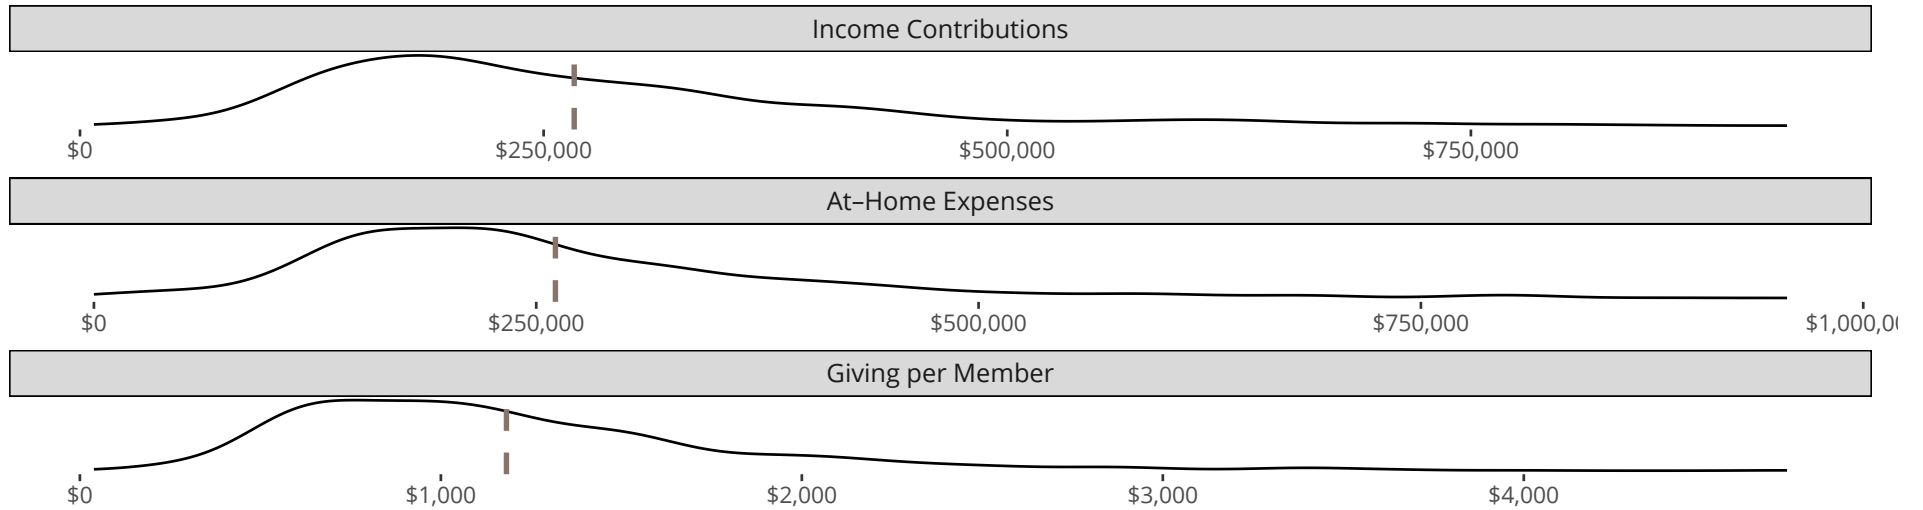 Income Contributions
$0 $250,000 $500,000 $750,000
At–Home Expenses
$0 $250,000 $500,000 $750,000
Giving per Member
$0 $1,000 $2,000 $3,000 $4,000